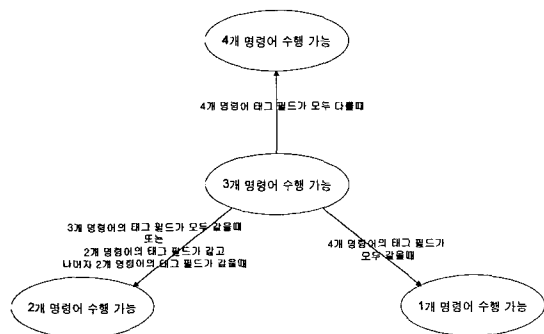 4개 명령어 수행 가능
4개 명령어 태그 필드가 모두 다를때
3개 명령어 수행 가능
3개 명령어의 태그 필드가 모두 같을때
또는
2개 명령어의 태그 필드가 같고
나머지 2개 명령어의 태그 필드가 같을때
4개 명령어의 태그 필드가
모두 같을때
2개 명령어 수행 가능
1개 명령어 수행 가능